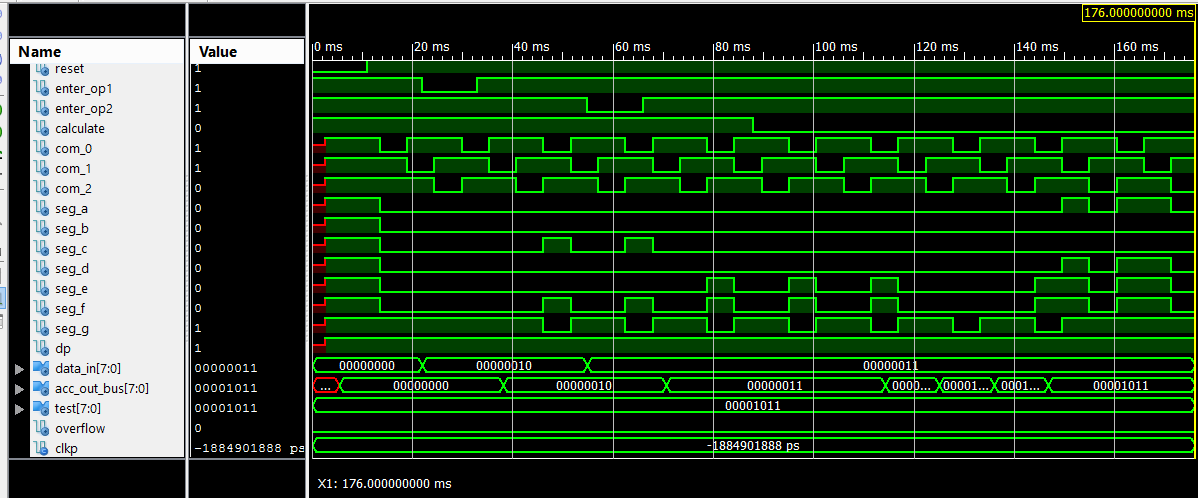 176.000000000 ms
Name Value
0 ms 20 ms 40 ms 60 ms 80 ms 100 ms 120 ms 140 ms 160 ms
reset 1
enter_op1 1
enter_op2 1
calculate 0
com_0 1
com_1 1
com_2 0
seg_a 0
seg_b 0
seg_c 0
seg_d 0
seg_e 0
seg_f 0
seg_g 1
dp 1
data_in[7:0] 00000011 00000000 00000010 00000011
acc_out_bus[7:0] 00001011 ... 00000000 00000010 00000011 0000... 00001... 0001... 00001011
test[7:0] 00001011 00001011
overflow 0
clkp -1884901888 ps -1884901888 ps
X1: 176.000000000 ms